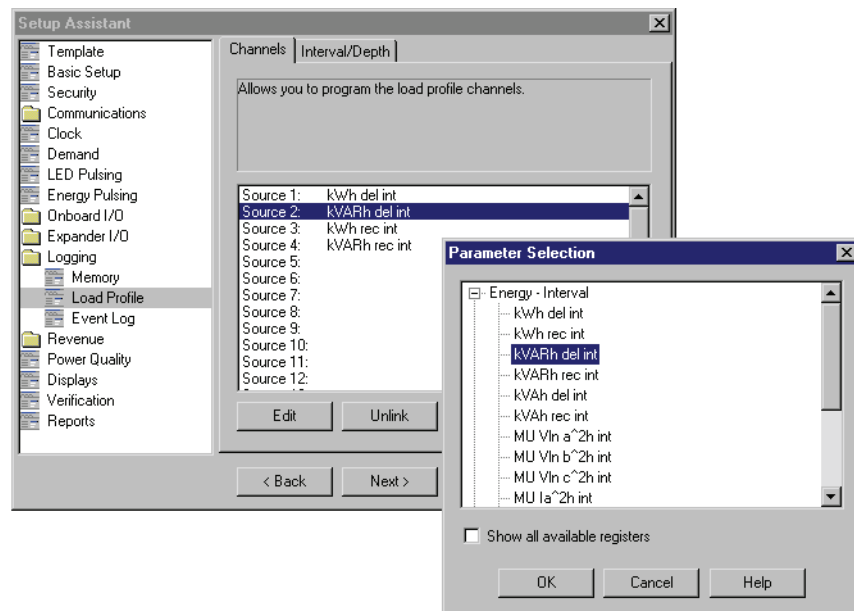 Setup Assistant
Template
Basic Setup
Security
Communications
Clock
Demand
LED Pulsing
Energy Pulsing
Onboard I/O
Expander I/O
Logging
Memory
Load Profile
Event Log
Revenue
Power Quality
Displays
Verification
Reports
Channels Interval/Depth
Allows you to program the load profile channels.
Source 1: kWh del int
Source 2: kVARh del int
Source 3: kWh rec int
Source 4: kVARh rec int
Source 5:
Source 6:
Source 7:
Source 8:
Source 9:
Source 10:
Source 11:
Source 12:
Edit Unlink
< Back Next >
Parameter Selection
Energy - Interval
kWh del int
kWh rec int
kVARh del int
kVARh rec int
kVAh del int
kVAh rec int
MU Vln a^2h int
MU Vln b^2h int
MU Vln c^2h int
MU Ia^2h int
Show all available registers
OK Cancel Help